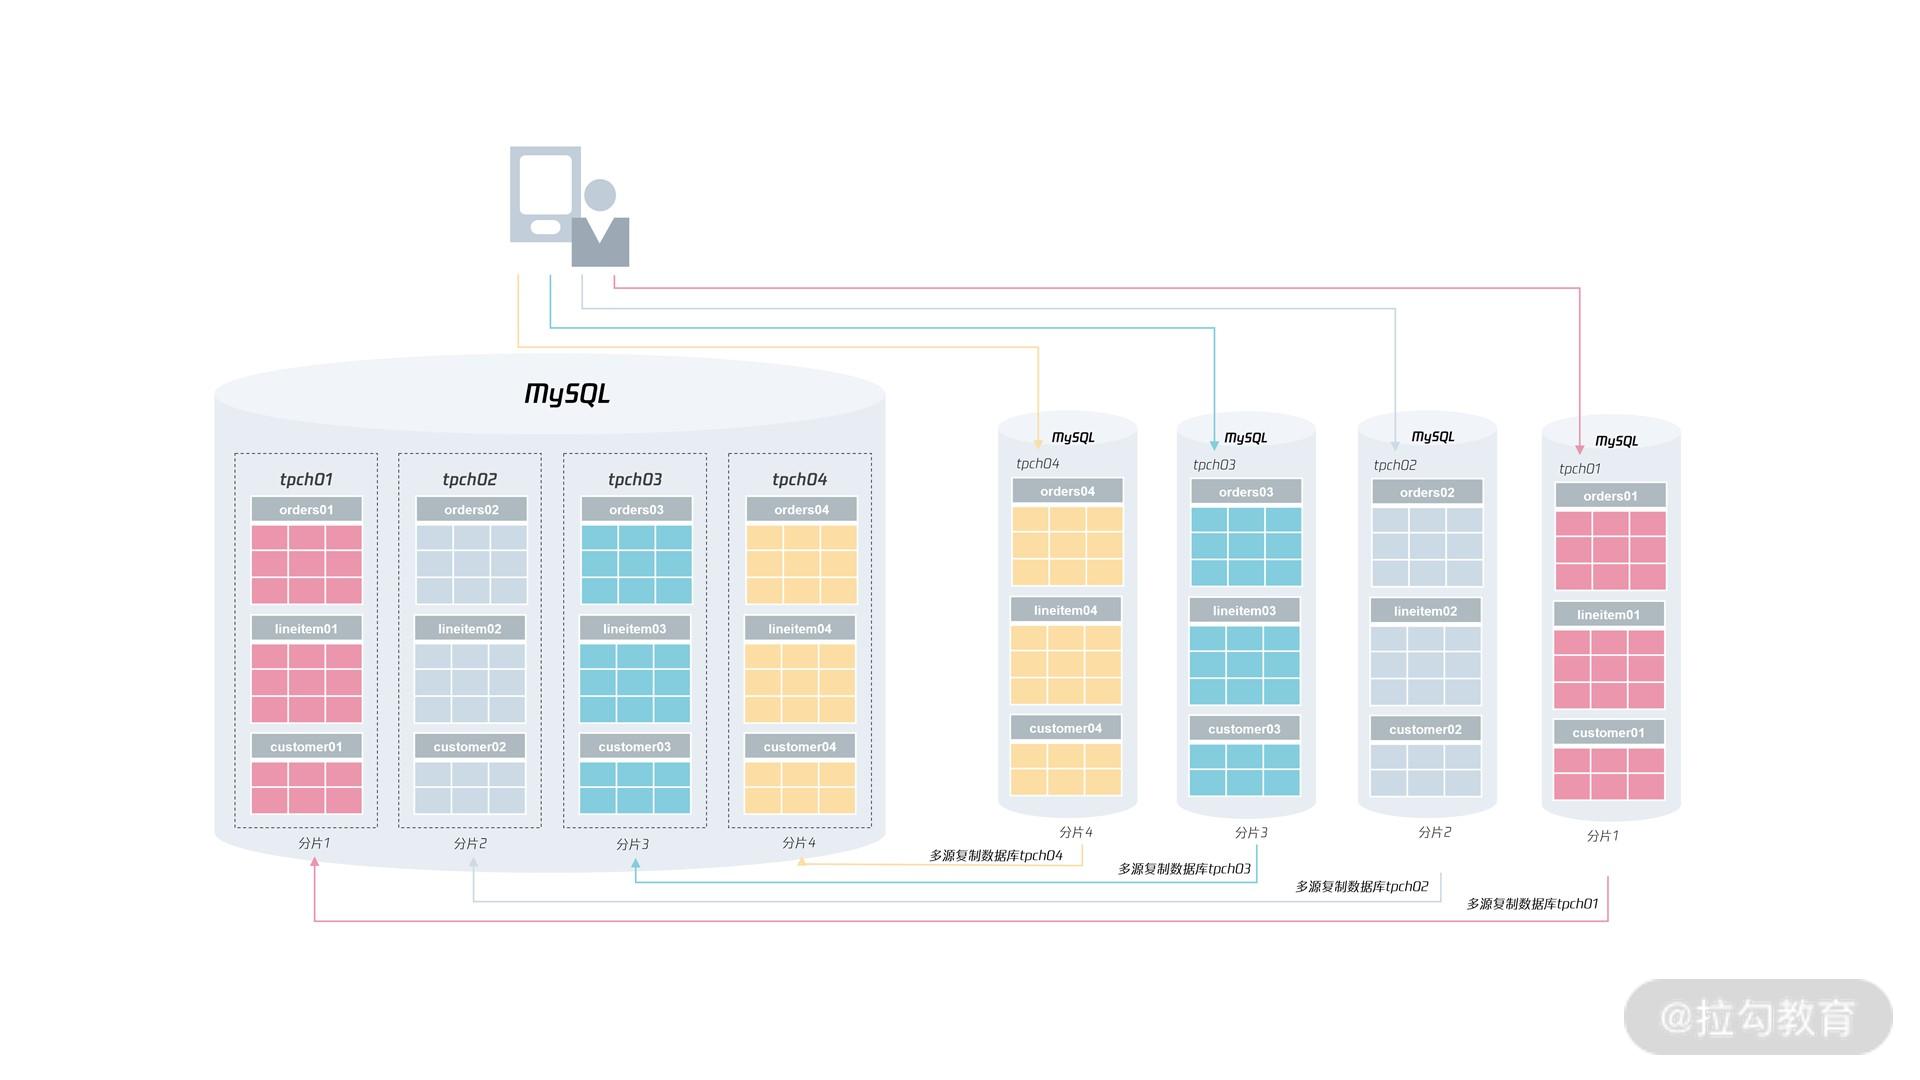 MySQL
tpch01
orders01
lineitem01
customer01
分片1
tpch02
orders02
lineitem02
customer02
分片2
tpch03
orders03
lineitem03
customer03
分片3
tpch04
orders04
lineitem04
customer04
分片4
MySQL
tpch04
orders04
lineitem04
customer04
分片4
MySQL
tpch03
orders03
lineitem03
customer03
分片3
MySQL
tpch02
orders02
lineitem02
customer02
分片2
MySQL
tpch01
orders01
lineitem01
customer01
分片1
多源复制数据库tpch04
多源复制数据库tpch03
多源复制数据库tpch02
多源复制数据库tpch01
@拉勾教育